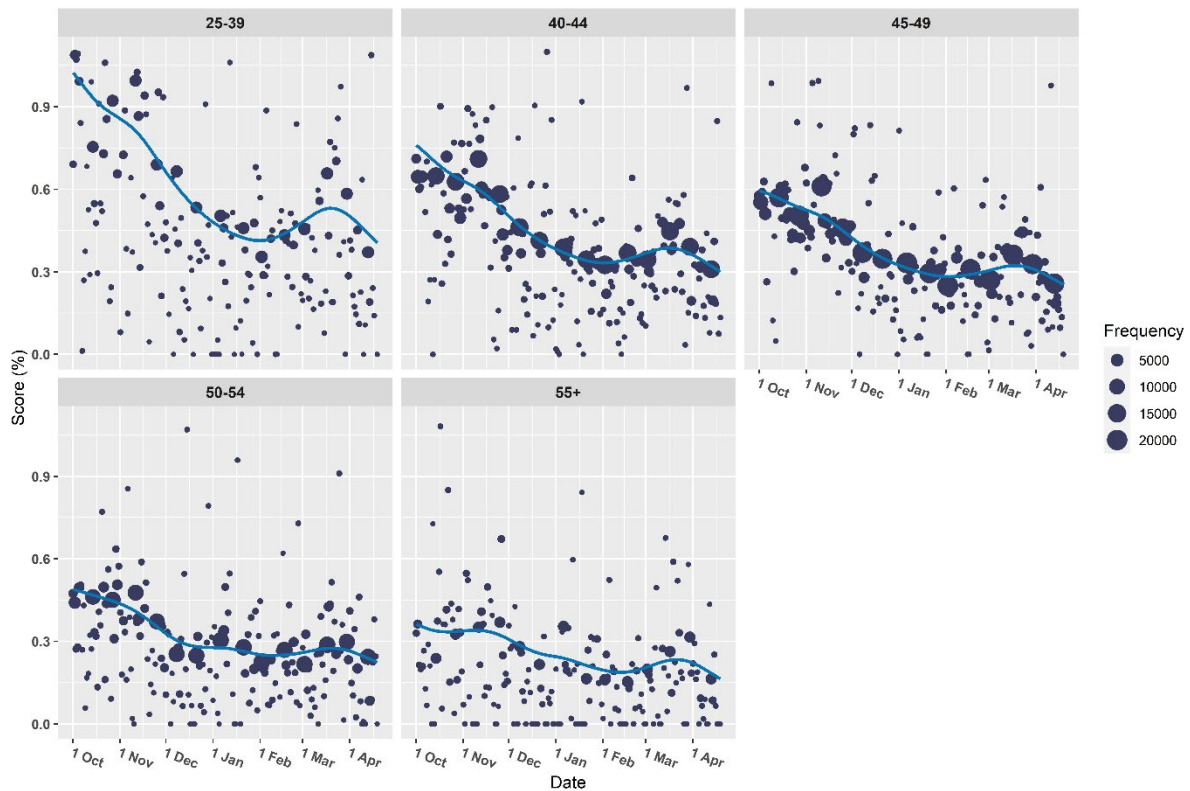 25-39
40-44
45-49
0.9
0.6
0.3
0.0
1 Oct
1 Nov
1 Dec
1 Jan
1 Feb
1 Mar
1 Apr
Score (%)
50-54
55+
0.9
0.6
0.3
0.0
1 Oct
1 Nov
1 Dec
1 Jan
1 Feb
1 Mar
1 Apr
1 Oct
1 Nov
1 Dec
1 Jan
1 Feb
1 Mar
1 Apr
Date
Frequency
5000
10000
15000
20000